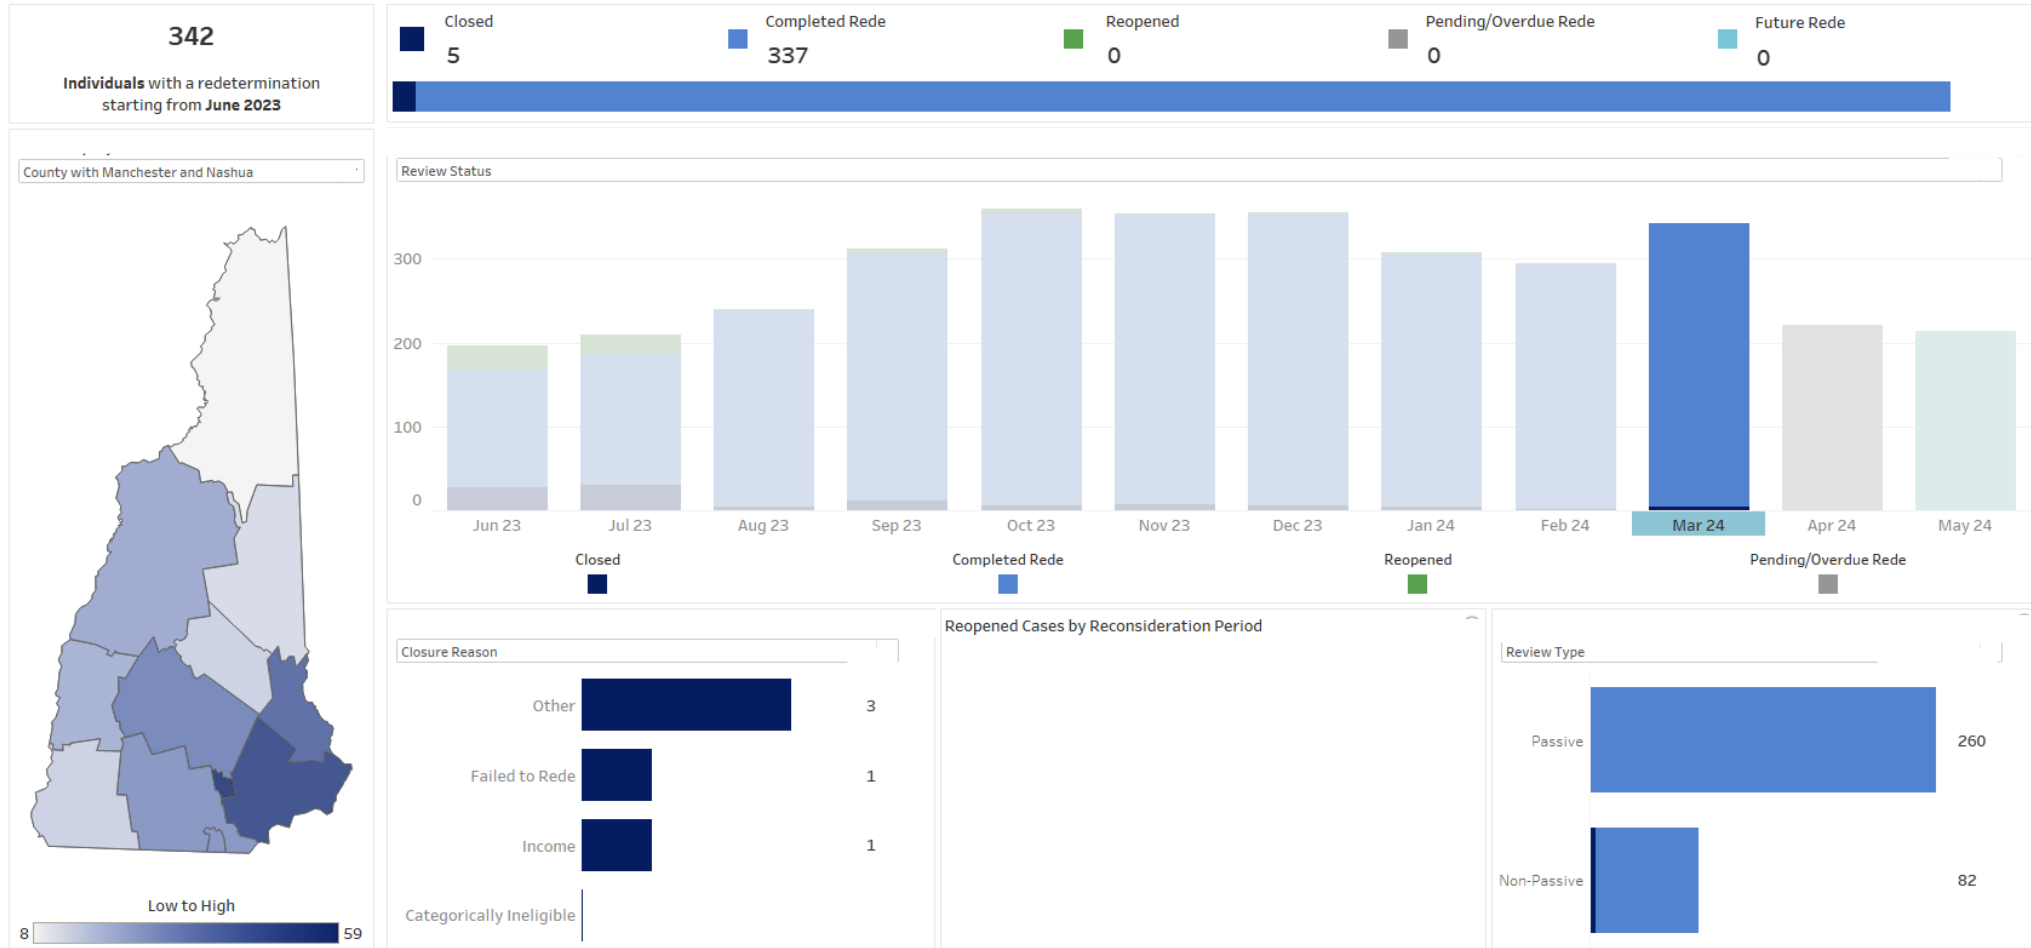 342
Individuals with a redetermination
starting from June 2023
Closed
5
Completed Rede
337
Reopened
0
Pending/Overdue Rede
0
Future Rede
0
County with Manchester and Nashua
Low to High
8
59
Review Status
300
200
100
0
Jun 23
Jul 23
Aug 23
Sep 23
Oct 23
Nov 23
Dec 23
Jan 24
Feb 24
Mar 24
Apr 24
May 24
Closed
Completed Rede
Reopened
Pending/Overdue Rede
Closure Reason
Other
3
Failed to Rede
1
Income
1
Categorically Ineligible
Reopened Cases by Reconsideration Period
Review Type
Passive
260
Non-Passive
82